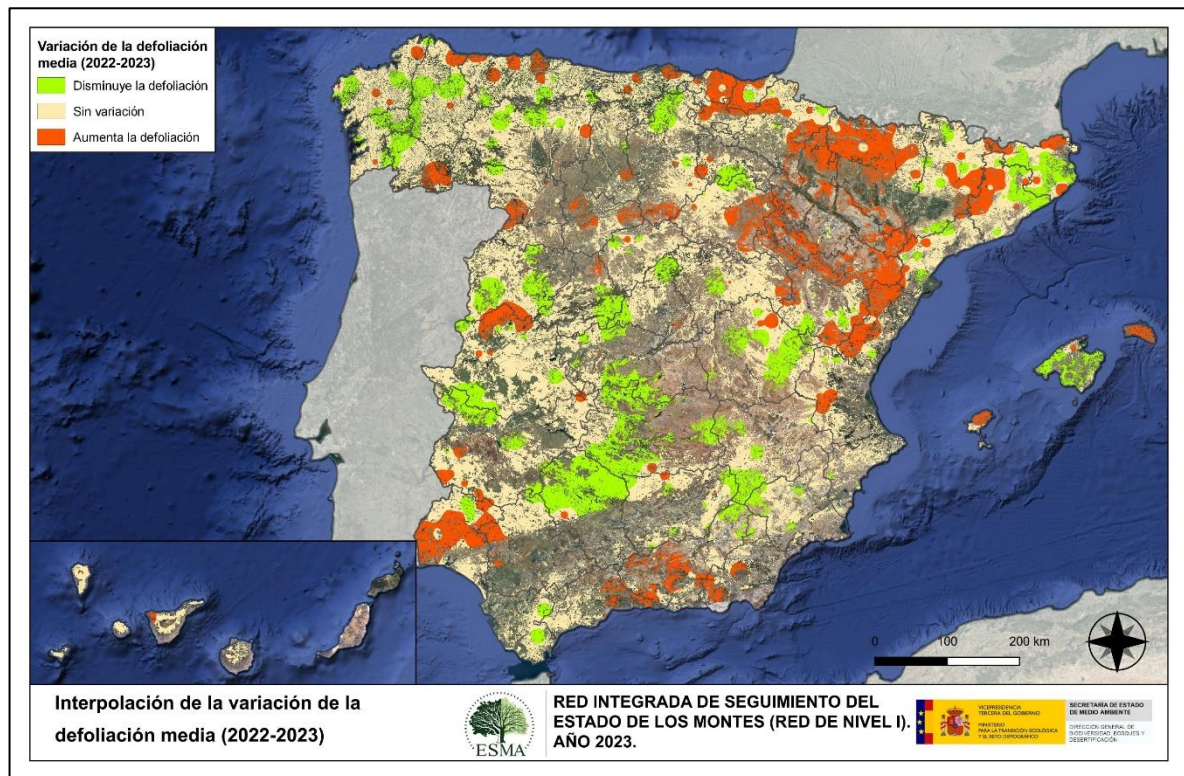 Variación de la defoliación
media (2022-2023)
Disminuye la defoliación
Sin variación
Aumenta la defoliación
0 100 200 km
Interpolación de la variación de la
defoliación media (2022-2023)
ESMA
RED INTEGRADA DE SEGUIMIENTO DEL
ESTADO DE LOS MONTES (RED DE NIVEL I).
AÑO 2023.
VICEPRESIDENCIA
TERCERA DEL GOBIERNO
MINISTERIO
PARA LA TRANSICIÓN ECOLÓGICA
Y EL RETO DEMOGRÁFICO
SECRETARÍA DE ESTADO
DE MEDIO AMBIENTE
DIRECCIÓN GENERAL DE
BIODIVERSIDAD, BOSQUES Y
DESERTIFICACIÓN